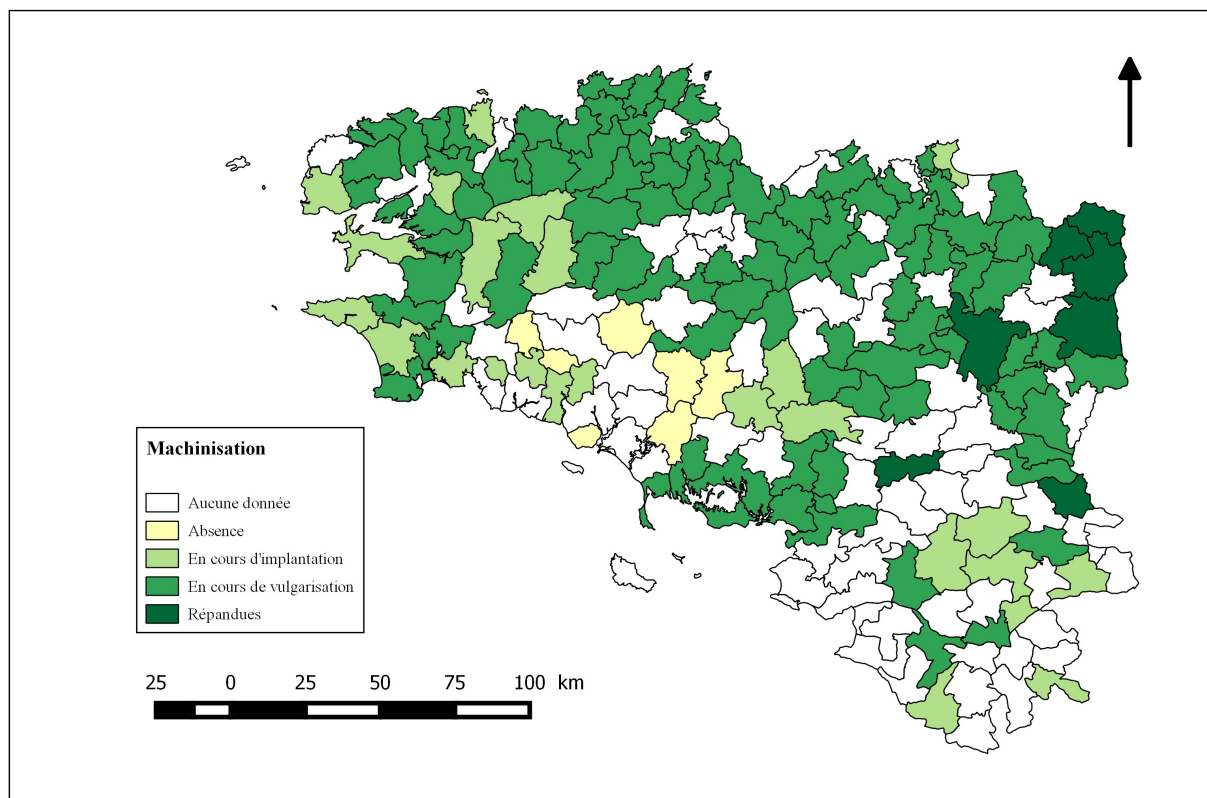 Machinisation
Aucune donnée
Absence
En cours d'implantation
En cours de vulgarisation
Répandues
25 0 25 50 75 100 km